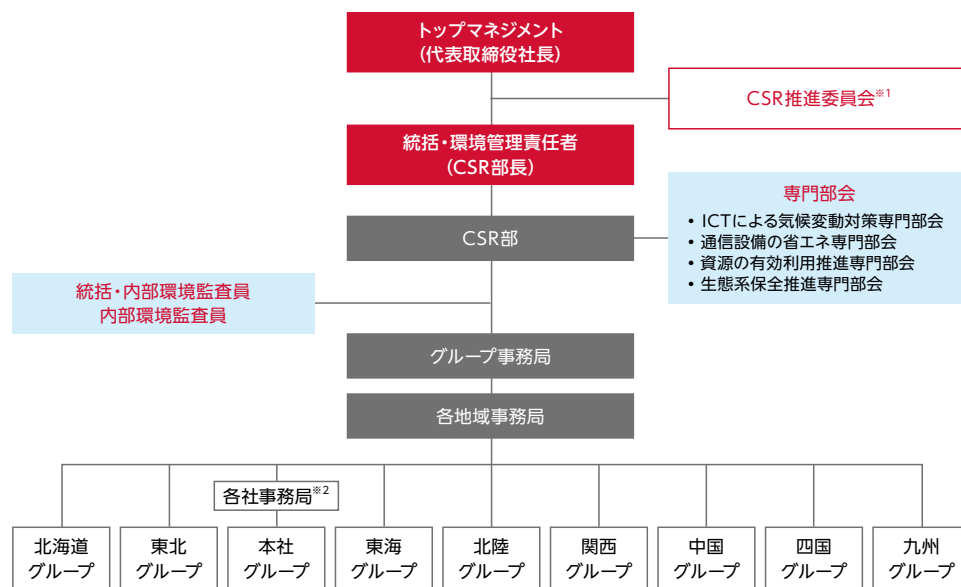 トップマネジメント
(代表取締役社長)
CSR推進委員会※1
統括・環境管理責任者
(CSR部長)
専門部会
• ICTによる気候変動対策専門部会
• 通信設備の省エネ専門部会
• 資源の有効利用推進専門部会
• 生態系保全推進専門部会
CSR部
統括・内部環境監査員
内部環境監査員
グループ事務局
各地域事務局
各社事務局※2
北海道
グループ
東北
グループ
本社
グループ
東海
グループ
北陸
グループ
関西
グループ
中国
グループ
四国
グループ
九州
グループ